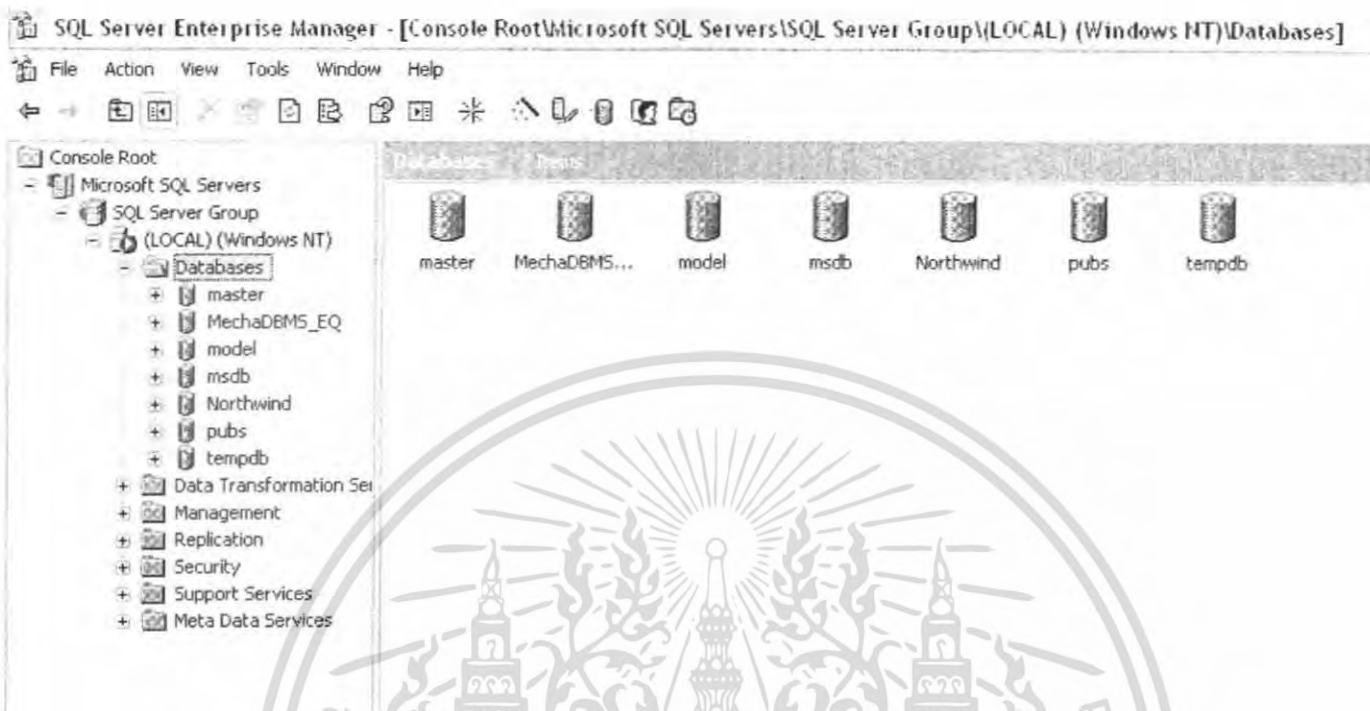 SQL Server Enterprise Manager - [Console Root\Microsoft SQL Servers\SQL Server Group\(LOCAL) (Windows NT)\Databases]
File Action View Tools Window Help
Console Root
Microsoft SQL Servers
SQL Server Group
(LOCAL) (Windows NT)
Databases
master
MechaDBMS_EQ
model
msdb
Northwind
pubs
tempdb
Data Transformation Ser
Management
Replication
Security
Support Services
Meta Data Services
Databases Items
master MechaDBMS... model msdb Northwind pubs tempdb